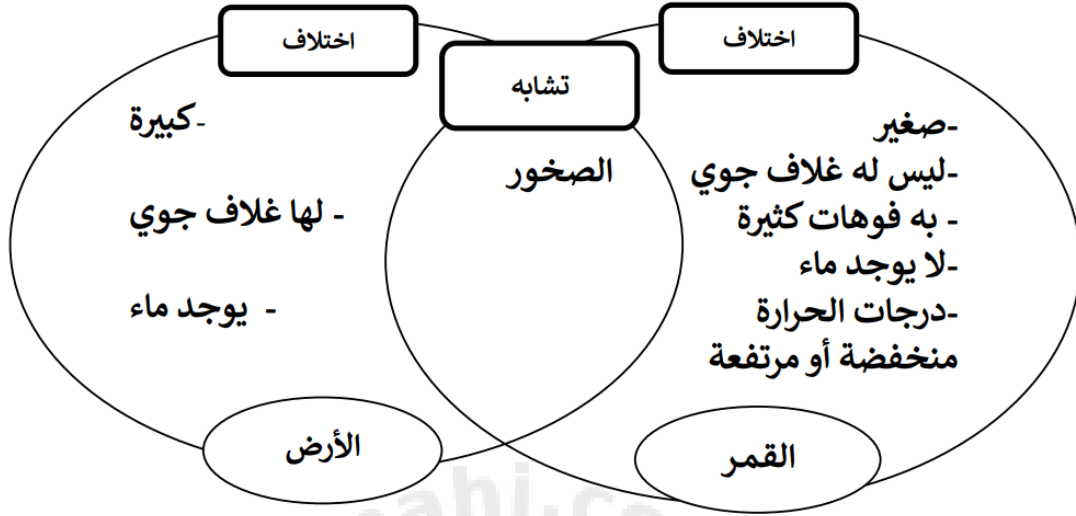 اختلاف
اختلاف
تشابه
-صغير
-ليس له غلاف جوي
- به فوهات كثيرة
-لا يوجد ماء
-درجات الحرارة
منخفضة أو مرتفعة
الصخور
-كبيرة
- لها غلاف جوي
- يوجد ماء
القمر
الأرض